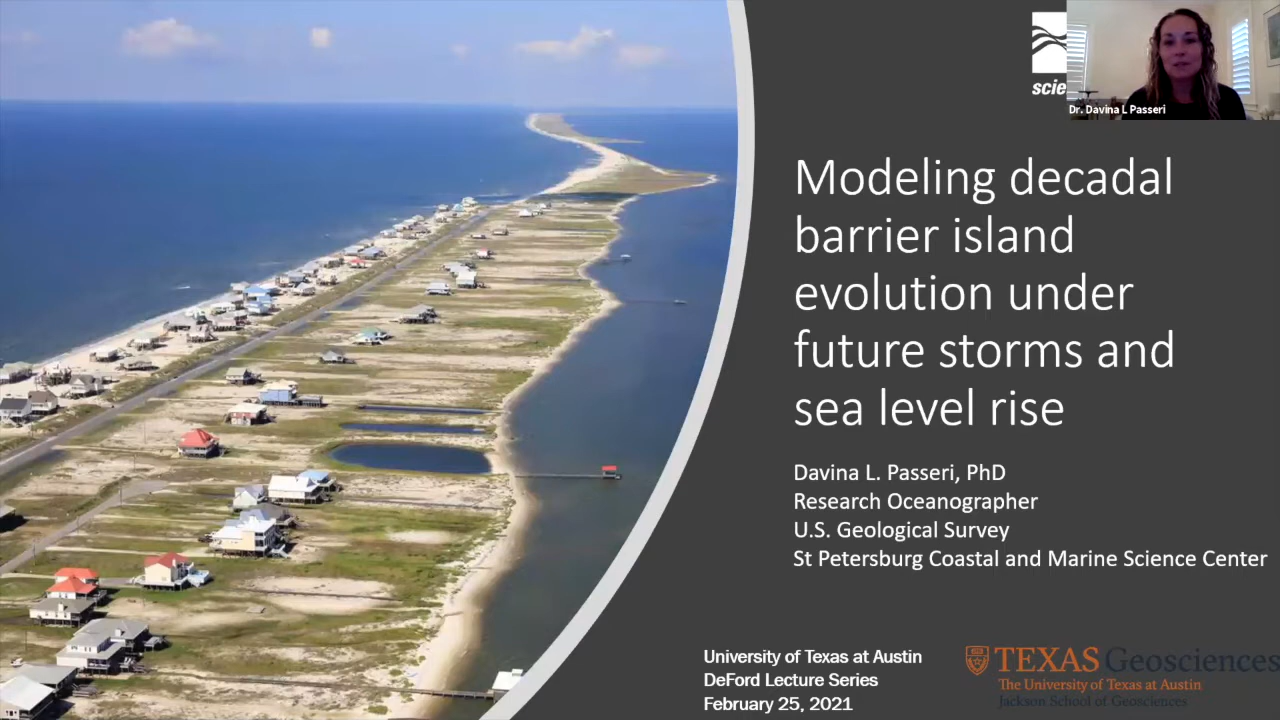 scie
Dr. Davina L Passeri
Modeling decadal
barrier island
evolution under
future storms and
sea level rise
Davina L. Passeri, PhD
Research Oceanographer
U.S. Geological Survey
St Petersburg Coastal and Marine Science Center
University of Texas at Austin
DeFord Lecture Series
February 25, 2021
TEXAS Geosciences
The University of Texas at Austin
Jackson School of Geosciences